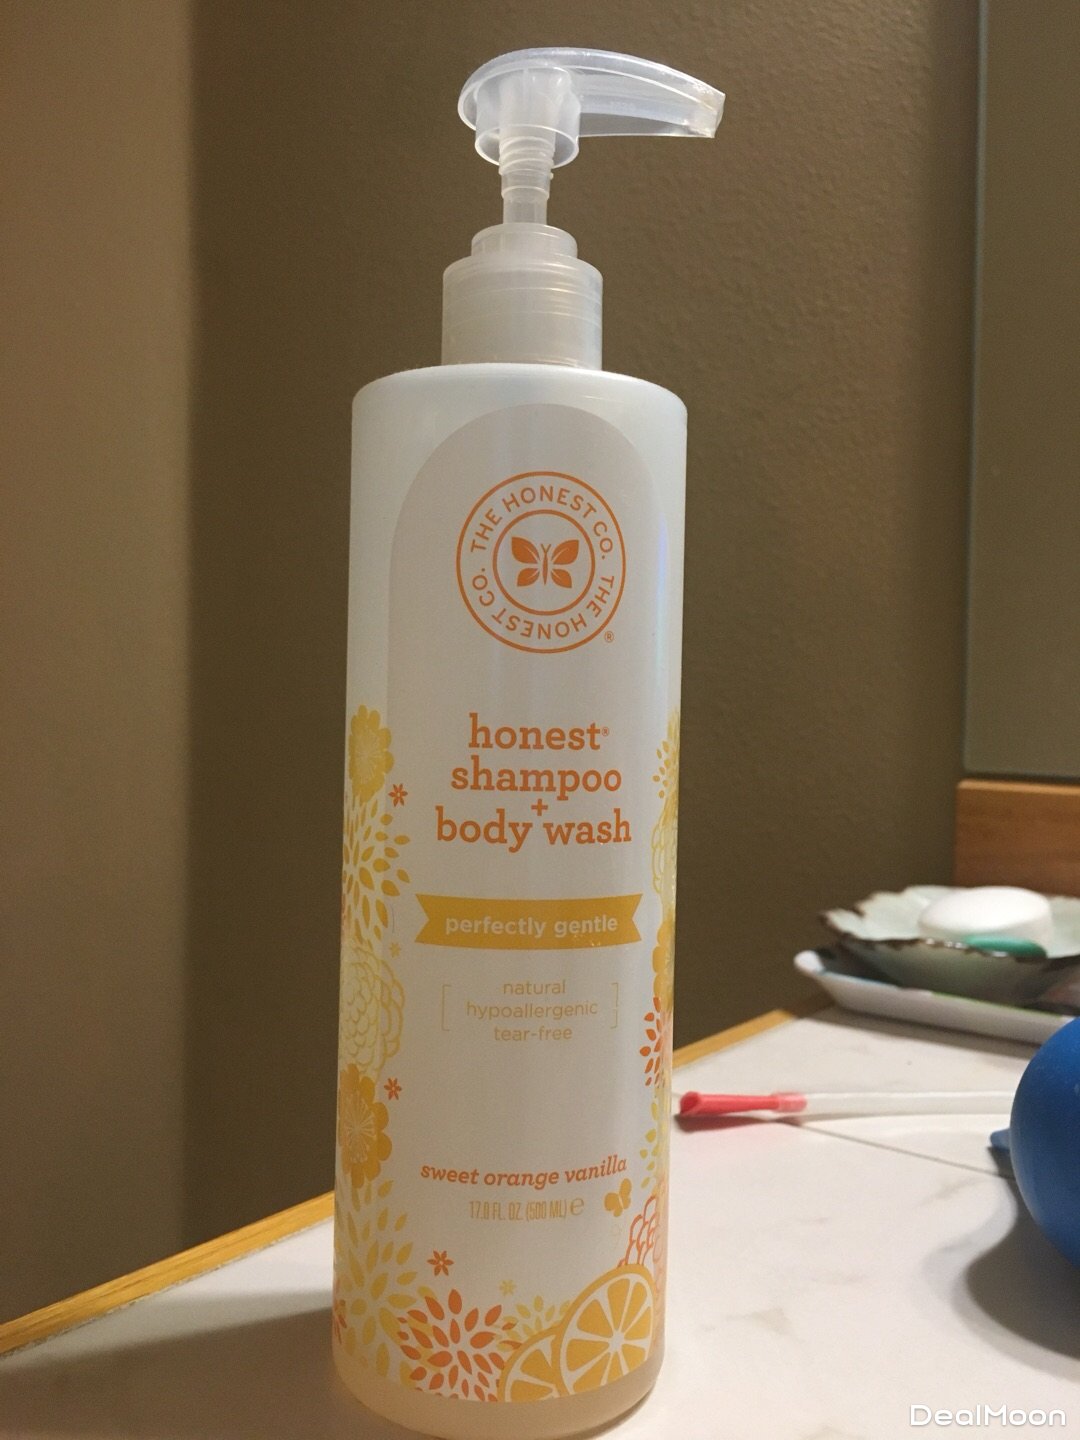 THE HONEST CO. THE HONEST CO.
®
honest®
shampoo
+
body wash
perfectly gentle
natural
hypoallergenic
tear-free
sweet orange vanilla
17.0 FL. OZ. (500 ML) e
DealMoon